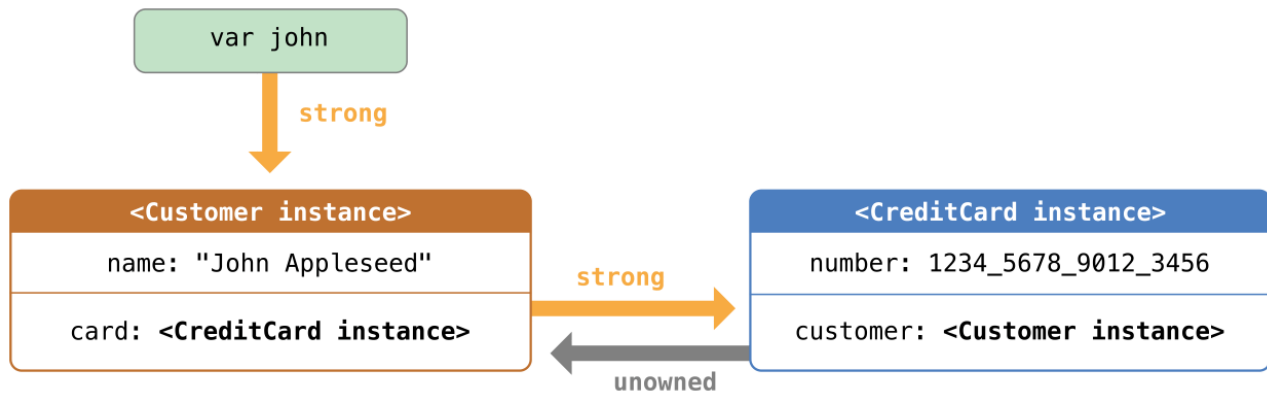 var john
strong
<Customer instance>
name: "John Appleseed"
card: <CreditCard instance>
strong
unowned
<CreditCard instance>
number: 1234_5678_9012_3456
customer: <Customer instance>